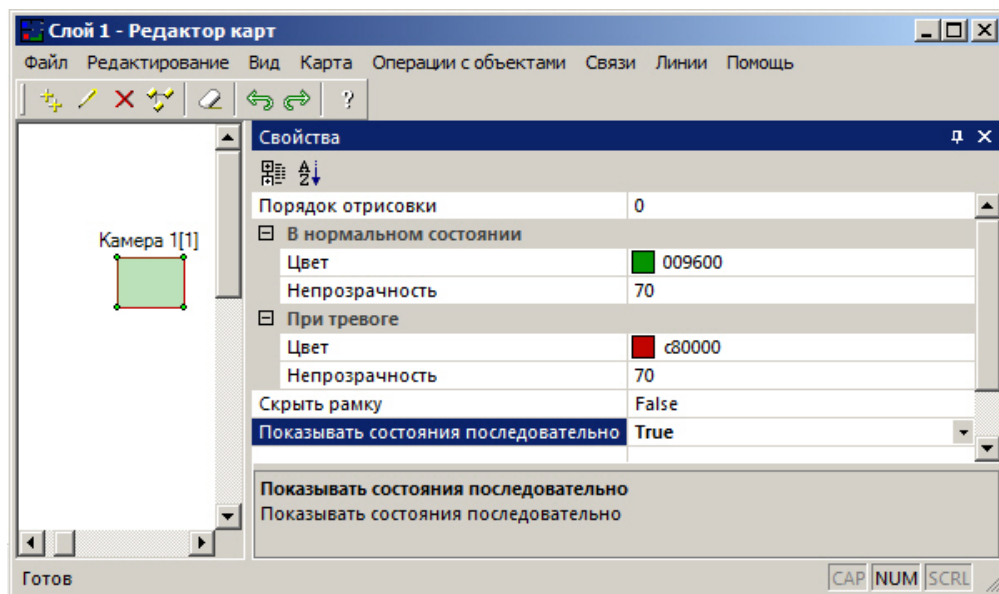 Слой 1 - Редактор карт
Файл Редактирование Вид Карта Операции с объектами Связи Линии Помощь
?
Свойства
A Z
Порядок отрисовки 0
Камера 1[1]
В нормальном состоянии
Цвет 009600
Непрозрачность 70
При тревоге
Цвет c80000
Непрозрачность 70
Скрыть рамку False
Показывать состояния последовательно True
Показывать состояния последовательно
Показывать состояния последовательно
Готов CAP NUM SCRL